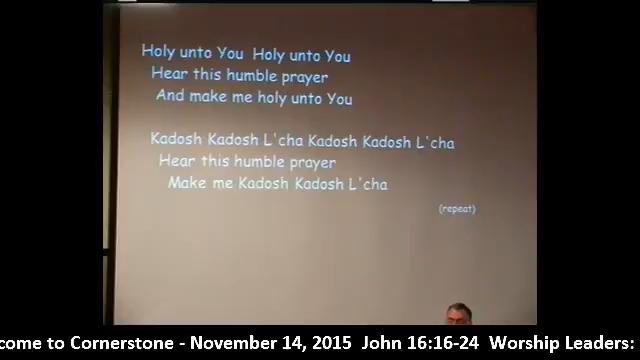 Holy unto You Holy unto You
Hear this humble prayer
And make me holy unto You
Kadosh Kadosh L'cha Kadosh Kadosh L'cha
Hear this humble prayer
Make me Kadosh Kadosh L'cha
(repeat)
come to Cornerstone - November 14, 2015 John 16:16-24 Worship Leaders: